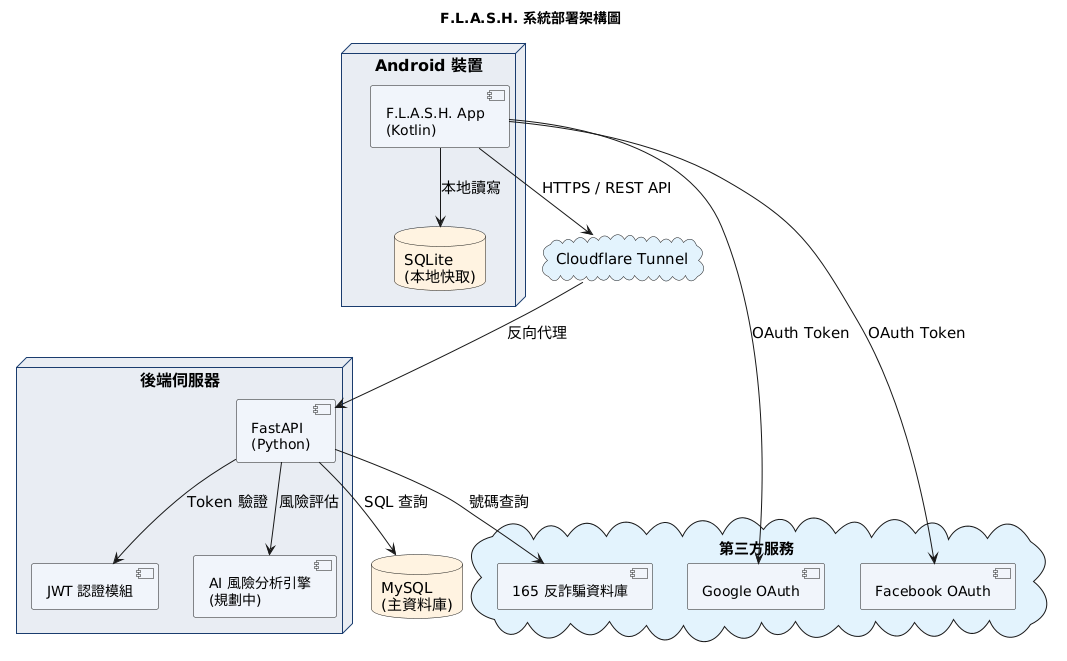 F.L.A.S.H. 系統部署架構圖
Android 裝置
F.L.A.S.H. App
(Kotlin)
本地讀寫
HTTPS / REST API
SQLite
(本地快取)
Cloudflare Tunnel
反向代理
OAuth Token
OAuth Token
後端伺服器
FastAPI
(Python)
Token 驗證
風險評估
SQL 查詢
號碼查詢
JWT 認證模組
AI 風險分析引擎
(規劃中)
MySQL
(主資料庫)
第三方服務
165 反詐騙資料庫
Google OAuth
Facebook OAuth